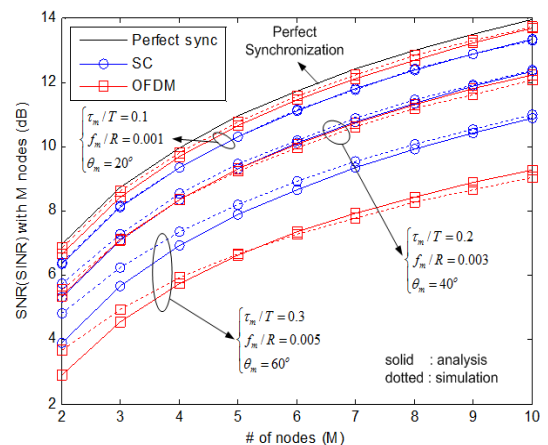 Perfect sync
SC
OFDM
Perfect
Synchronization
τm/T = 0.1
fm/R = 0.001
θm = 20°
τm/T = 0.2
fm/R = 0.003
θm = 40°
τm/T = 0.3
fm/R = 0.005
θm = 60°
solid : analysis
dotted : simulation
SNR(SINR) with M nodes (dB)
14
12
10
8
6
4
2
2 3 4 5 6 7 8 9 10
# of nodes (M)